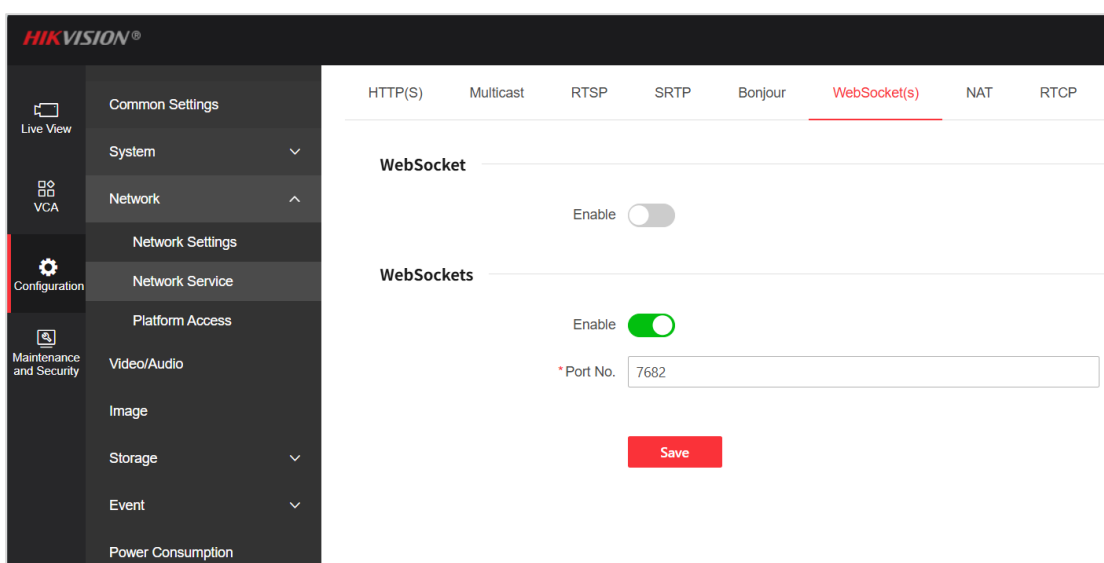 HIKVISION®
Live View
VCA
Configuration
Maintenance
and Security
Common Settings
System
Network
Network Settings
Network Service
Platform Access
Video/Audio
Image
Storage
Event
Power Consumption
HTTP(S) Multicast RTSP SRTP Bonjour WebSocket(s) NAT RTCP
WebSocket
Enable
WebSockets
Enable
*Port No. 7682
Save